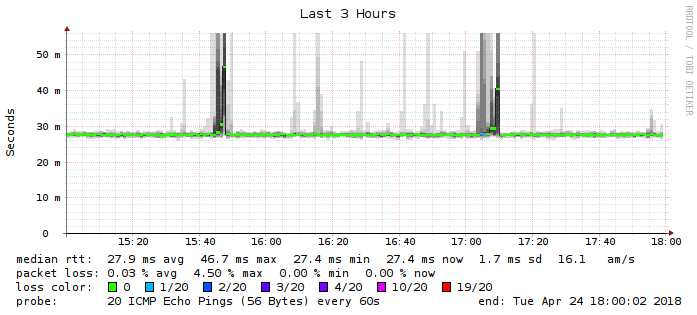 Last 3 Hours
RRDTOOL / TOBI OETIKER
Seconds
50 m
40 m
30 m
20 m
10 m
0
15:20 15:40 16:00 16:20 16:40 17:00 17:20 17:40 18:00
median rtt: 27.9 ms avg 46.7 ms max 27.4 ms min 27.4 ms now 1.7 ms sd 16.1 am/s
packet loss: 0.03 % avg 4.50 % max 0.00 % min 0.00 % now
loss color: 0 1/20 2/20 3/20 4/20 10/20 19/20
probe: 20 ICMP Echo Pings (56 Bytes) every 60s end: Tue Apr 24 18:00:02 2018